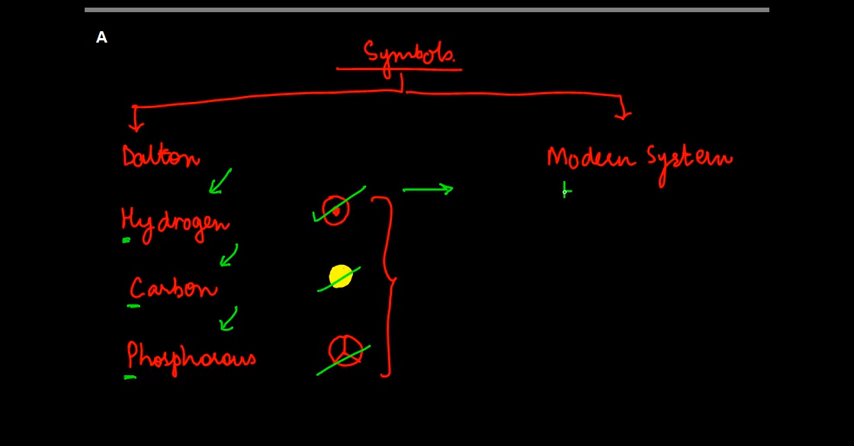 A
Symbols.
Dalton
Modern System
Hydrogen
Carbon
Phosphorous